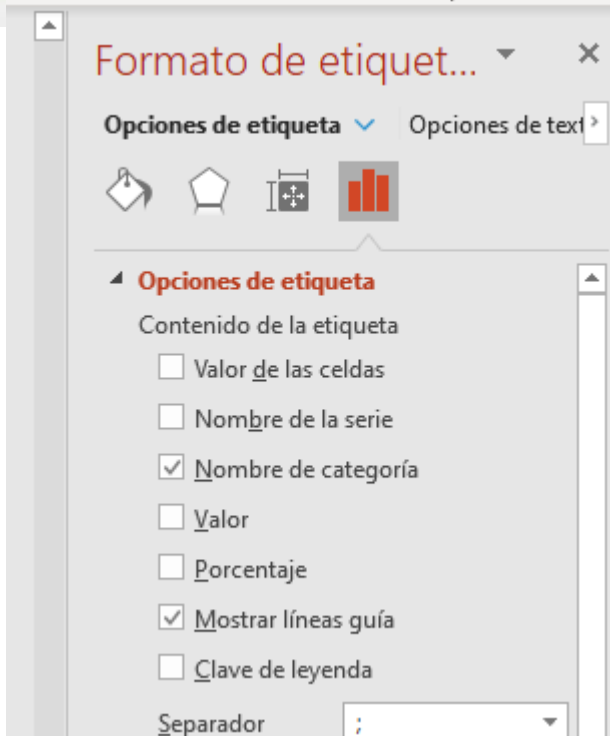 Formato de etiquet...
Opciones de etiqueta Opciones de text
Opciones de etiqueta
Contenido de la etiqueta
Valor de las celdas
Nombre de la serie
Nombre de categoría
Valor
Porcentaje
Mostrar líneas guía
Clave de leyenda
Separador ;